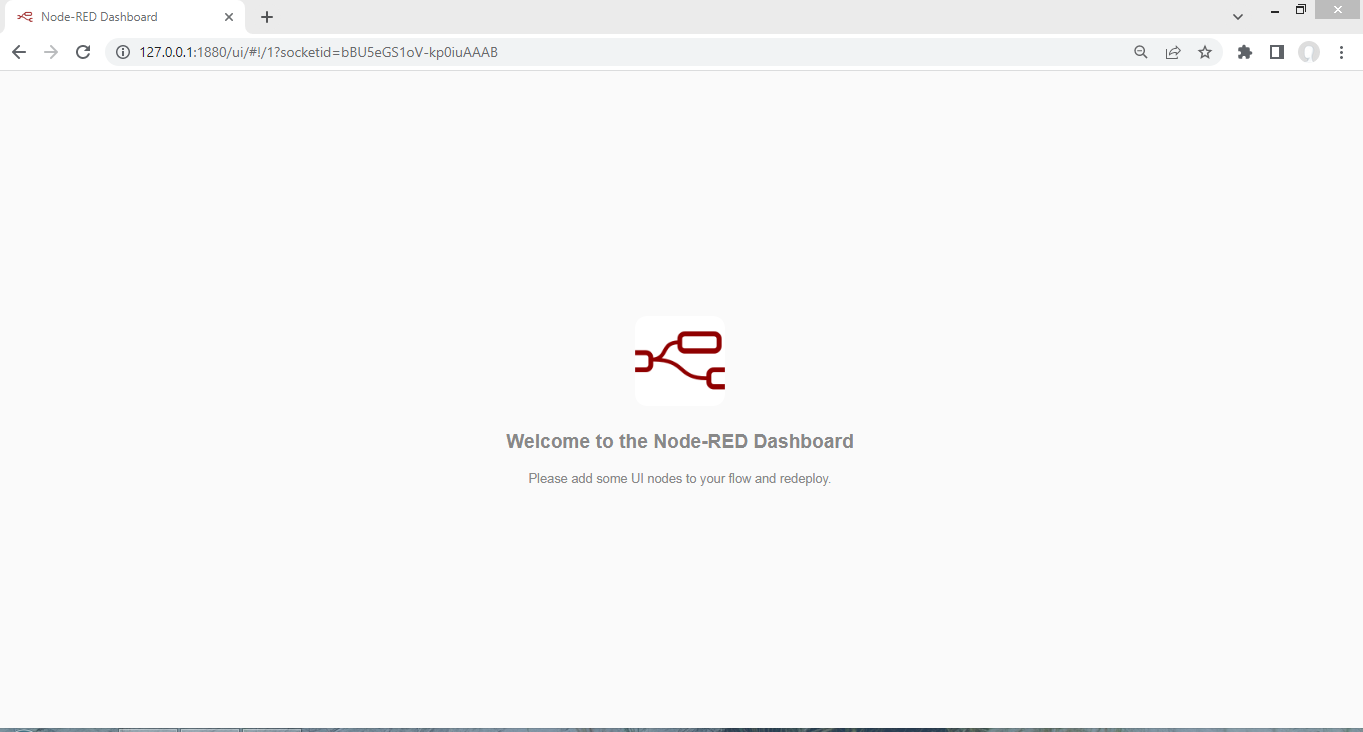 Node-RED Dashboard
127.0.0.1:1880/ui/#!/1?socketid=bBU5eGS1oV-kp0iuAAAB
Welcome to the Node-RED Dashboard
Please add some UI nodes to your flow and redeploy.